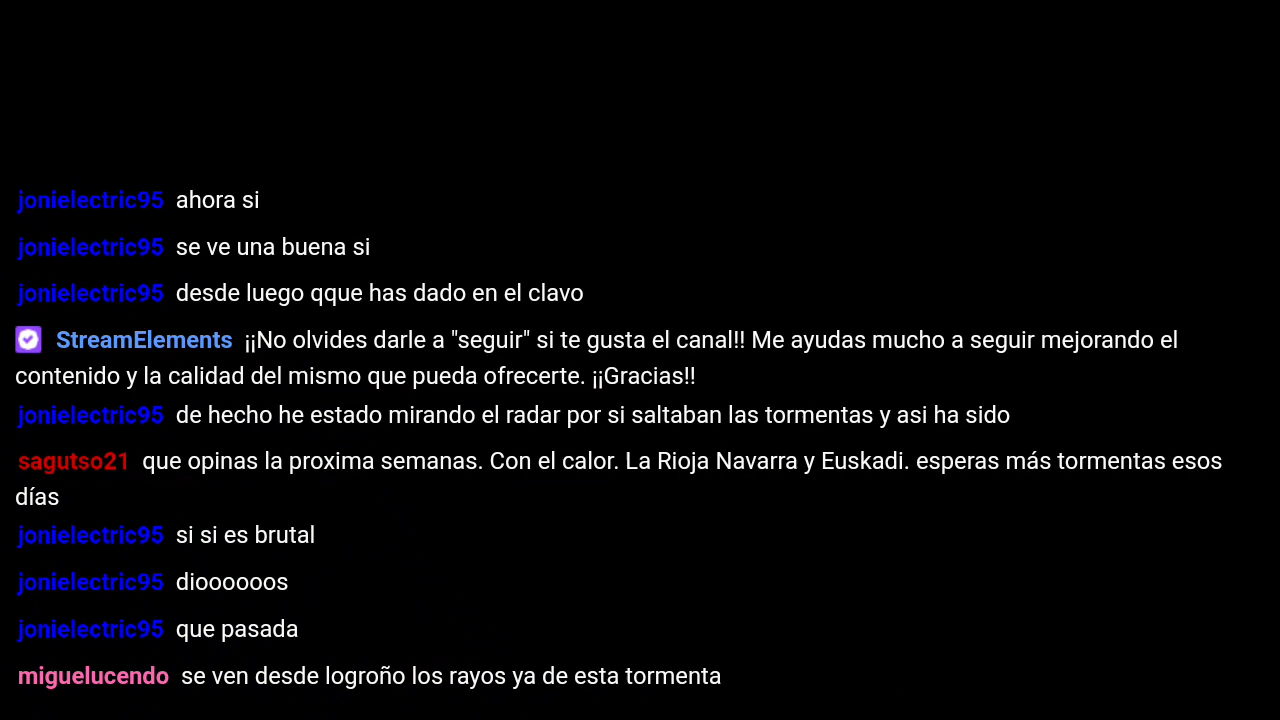 jonielectric95 ahora si
jonielectric95 se ve una buena si
jonielectric95 desde luego qque has dado en el clavo
StreamElements ¡¡No olvides darle a "seguir" si te gusta el canal!! Me ayudas mucho a seguir mejorando el
contenido y la calidad del mismo que pueda ofrecerte. ¡¡Gracias!!
jonielectric95 de hecho he estado mirando el radar por si saltaban las tormentas y asi ha sido
sagutso21 que opinas la proxima semanas. Con el calor. La Rioja Navarra y Euskadi. esperas más tormentas esos
días
jonielectric95 si si es brutal
jonielectric95 dioooooos
jonielectric95 que pasada
miguelucendo se ven desde logroño los rayos ya de esta tormenta